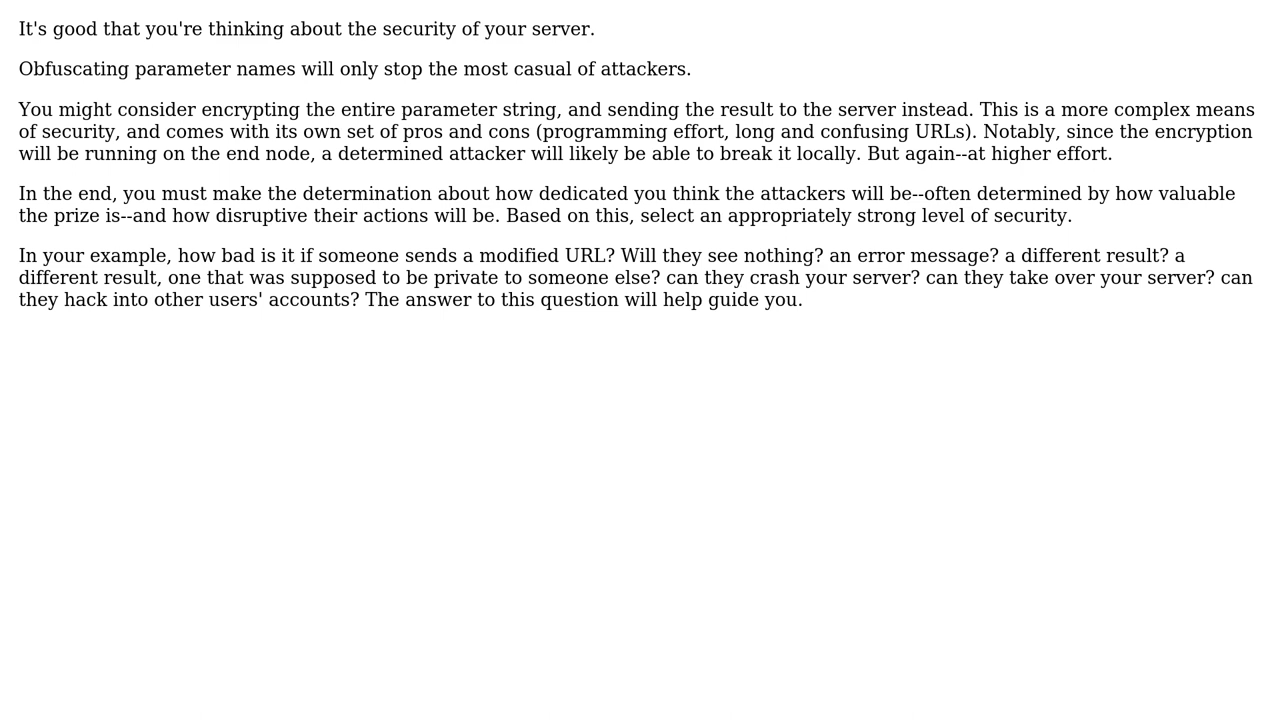 It's good that you're thinking about the security of your server.
Obfuscating parameter names will only stop the most casual of attackers.
You might consider encrypting the entire parameter string, and sending the result to the server instead. This is a more complex means
of security, and comes with its own set of pros and cons (programming effort, long and confusing URLs). Notably, since the encryption
will be running on the end node, a determined attacker will likely be able to break it locally. But again--at higher effort.
In the end, you must make the determination about how dedicated you think the attackers will be--often determined by how valuable
the prize is--and how disruptive their actions will be. Based on this, select an appropriately strong level of security.
In your example, how bad is it if someone sends a modified URL? Will they see nothing? an error message? a different result? a
different result, one that was supposed to be private to someone else? can they crash your server? can they take over your server? can
they hack into other users' accounts? The answer to this question will help guide you.